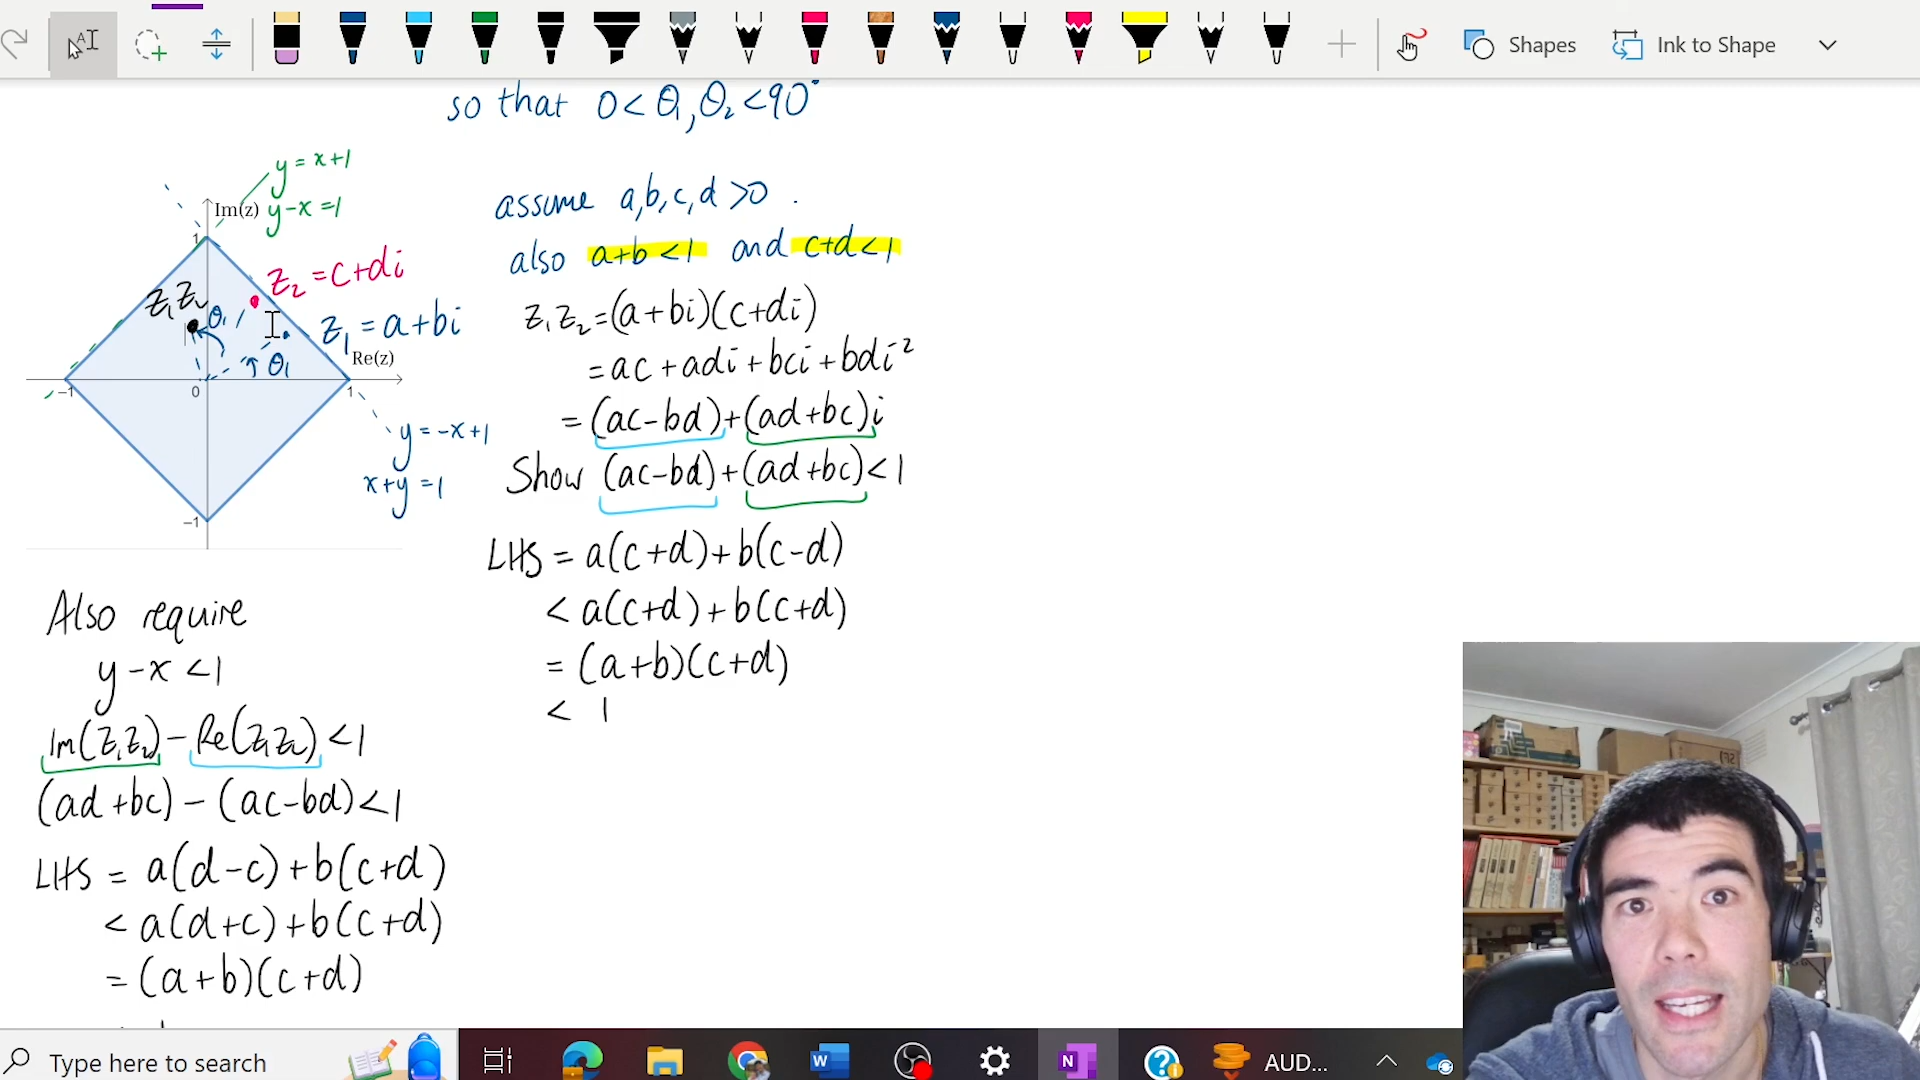 Shapes
Ink to Shape
so that 0<θ₁,θ₂<90°
y = x+1
y-x =1
Im(z)
1
z₂ = c+di
z₁z₂
θ₁
z₁ = a+bi
Re(z)
θ₁
-1
0
1
y = -x+1
x+y =1
-1
assume a,b,c,d >0 .
also a+b <1 and c+d<1
z₁z₂=(a+bi)(c+di)
=ac+adi+bci+bdi²
=(ac-bd)+(ad+bc)i
Show (ac-bd)+(ad+bc)<1
LHS = a(c+d)+b(c-d)
< a(c+d)+b(c+d)
= (a+b)(c+d)
< 1
Also require
y-x <1
Im(z₁z₂)-Re(z₁z₂)<1
(ad+bc)-(ac-bd)<1
LHS = a(d-c)+b(c+d)
< a(d+c)+b(c+d)
= (a+b)(c+d)
Type here to search
AUD...